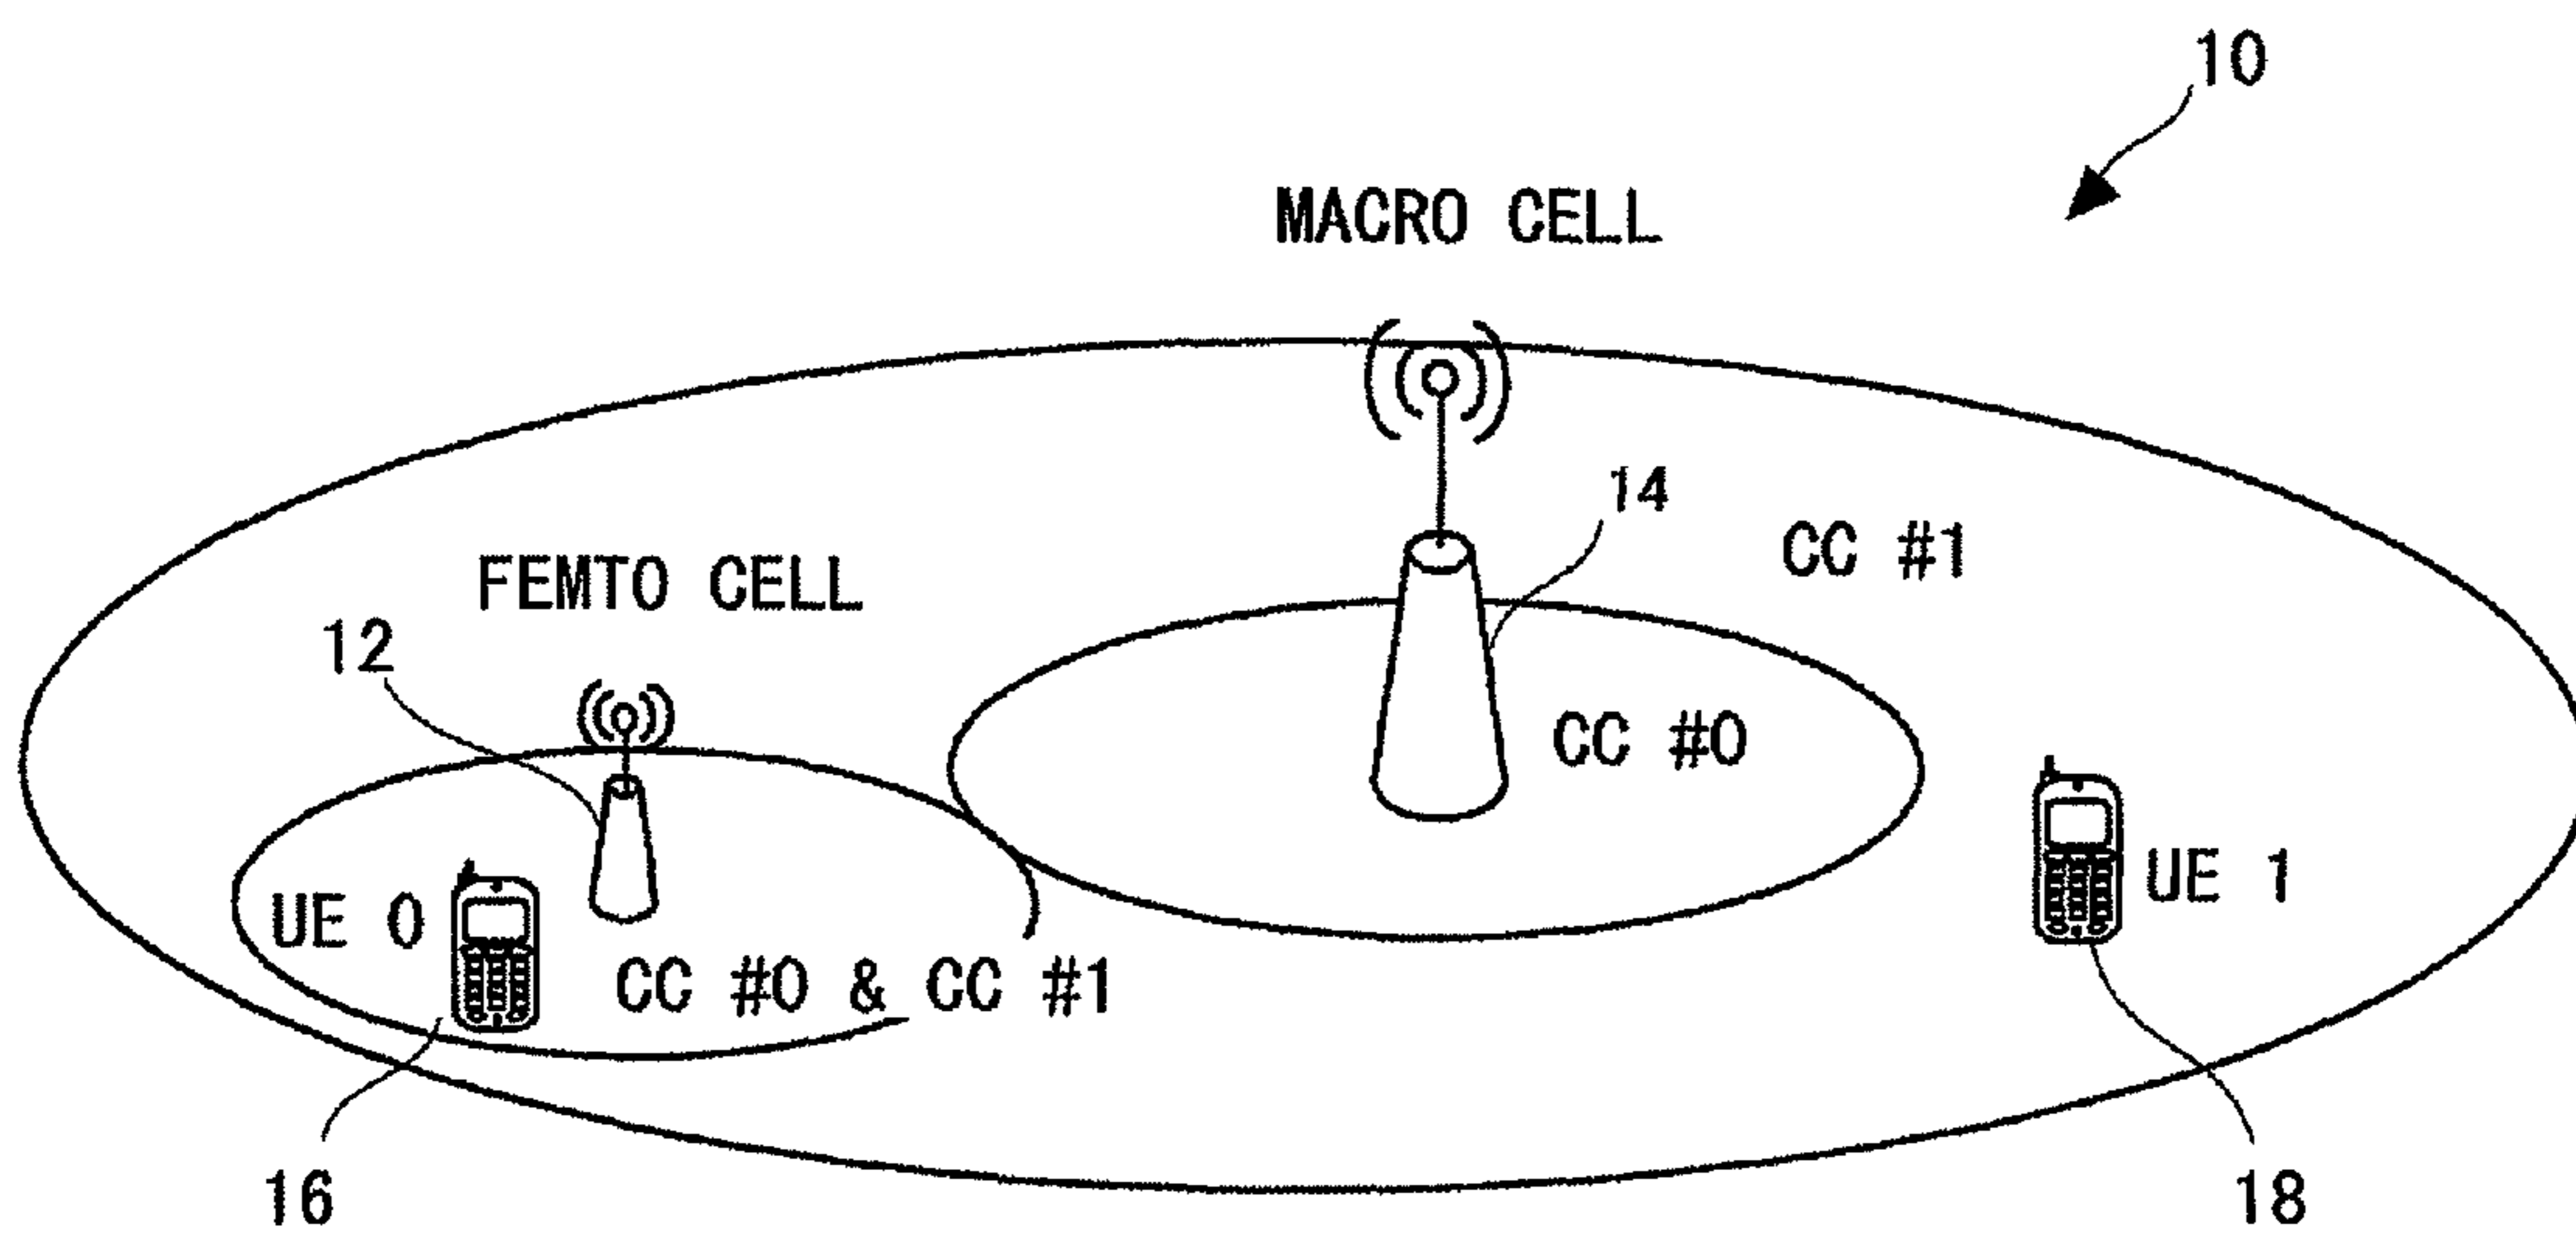 10
MACRO CELL
14
CC #1
FEMTO CELL
12
CC #0
UE 0
UE 1
CC #0 & CC #1
16
18